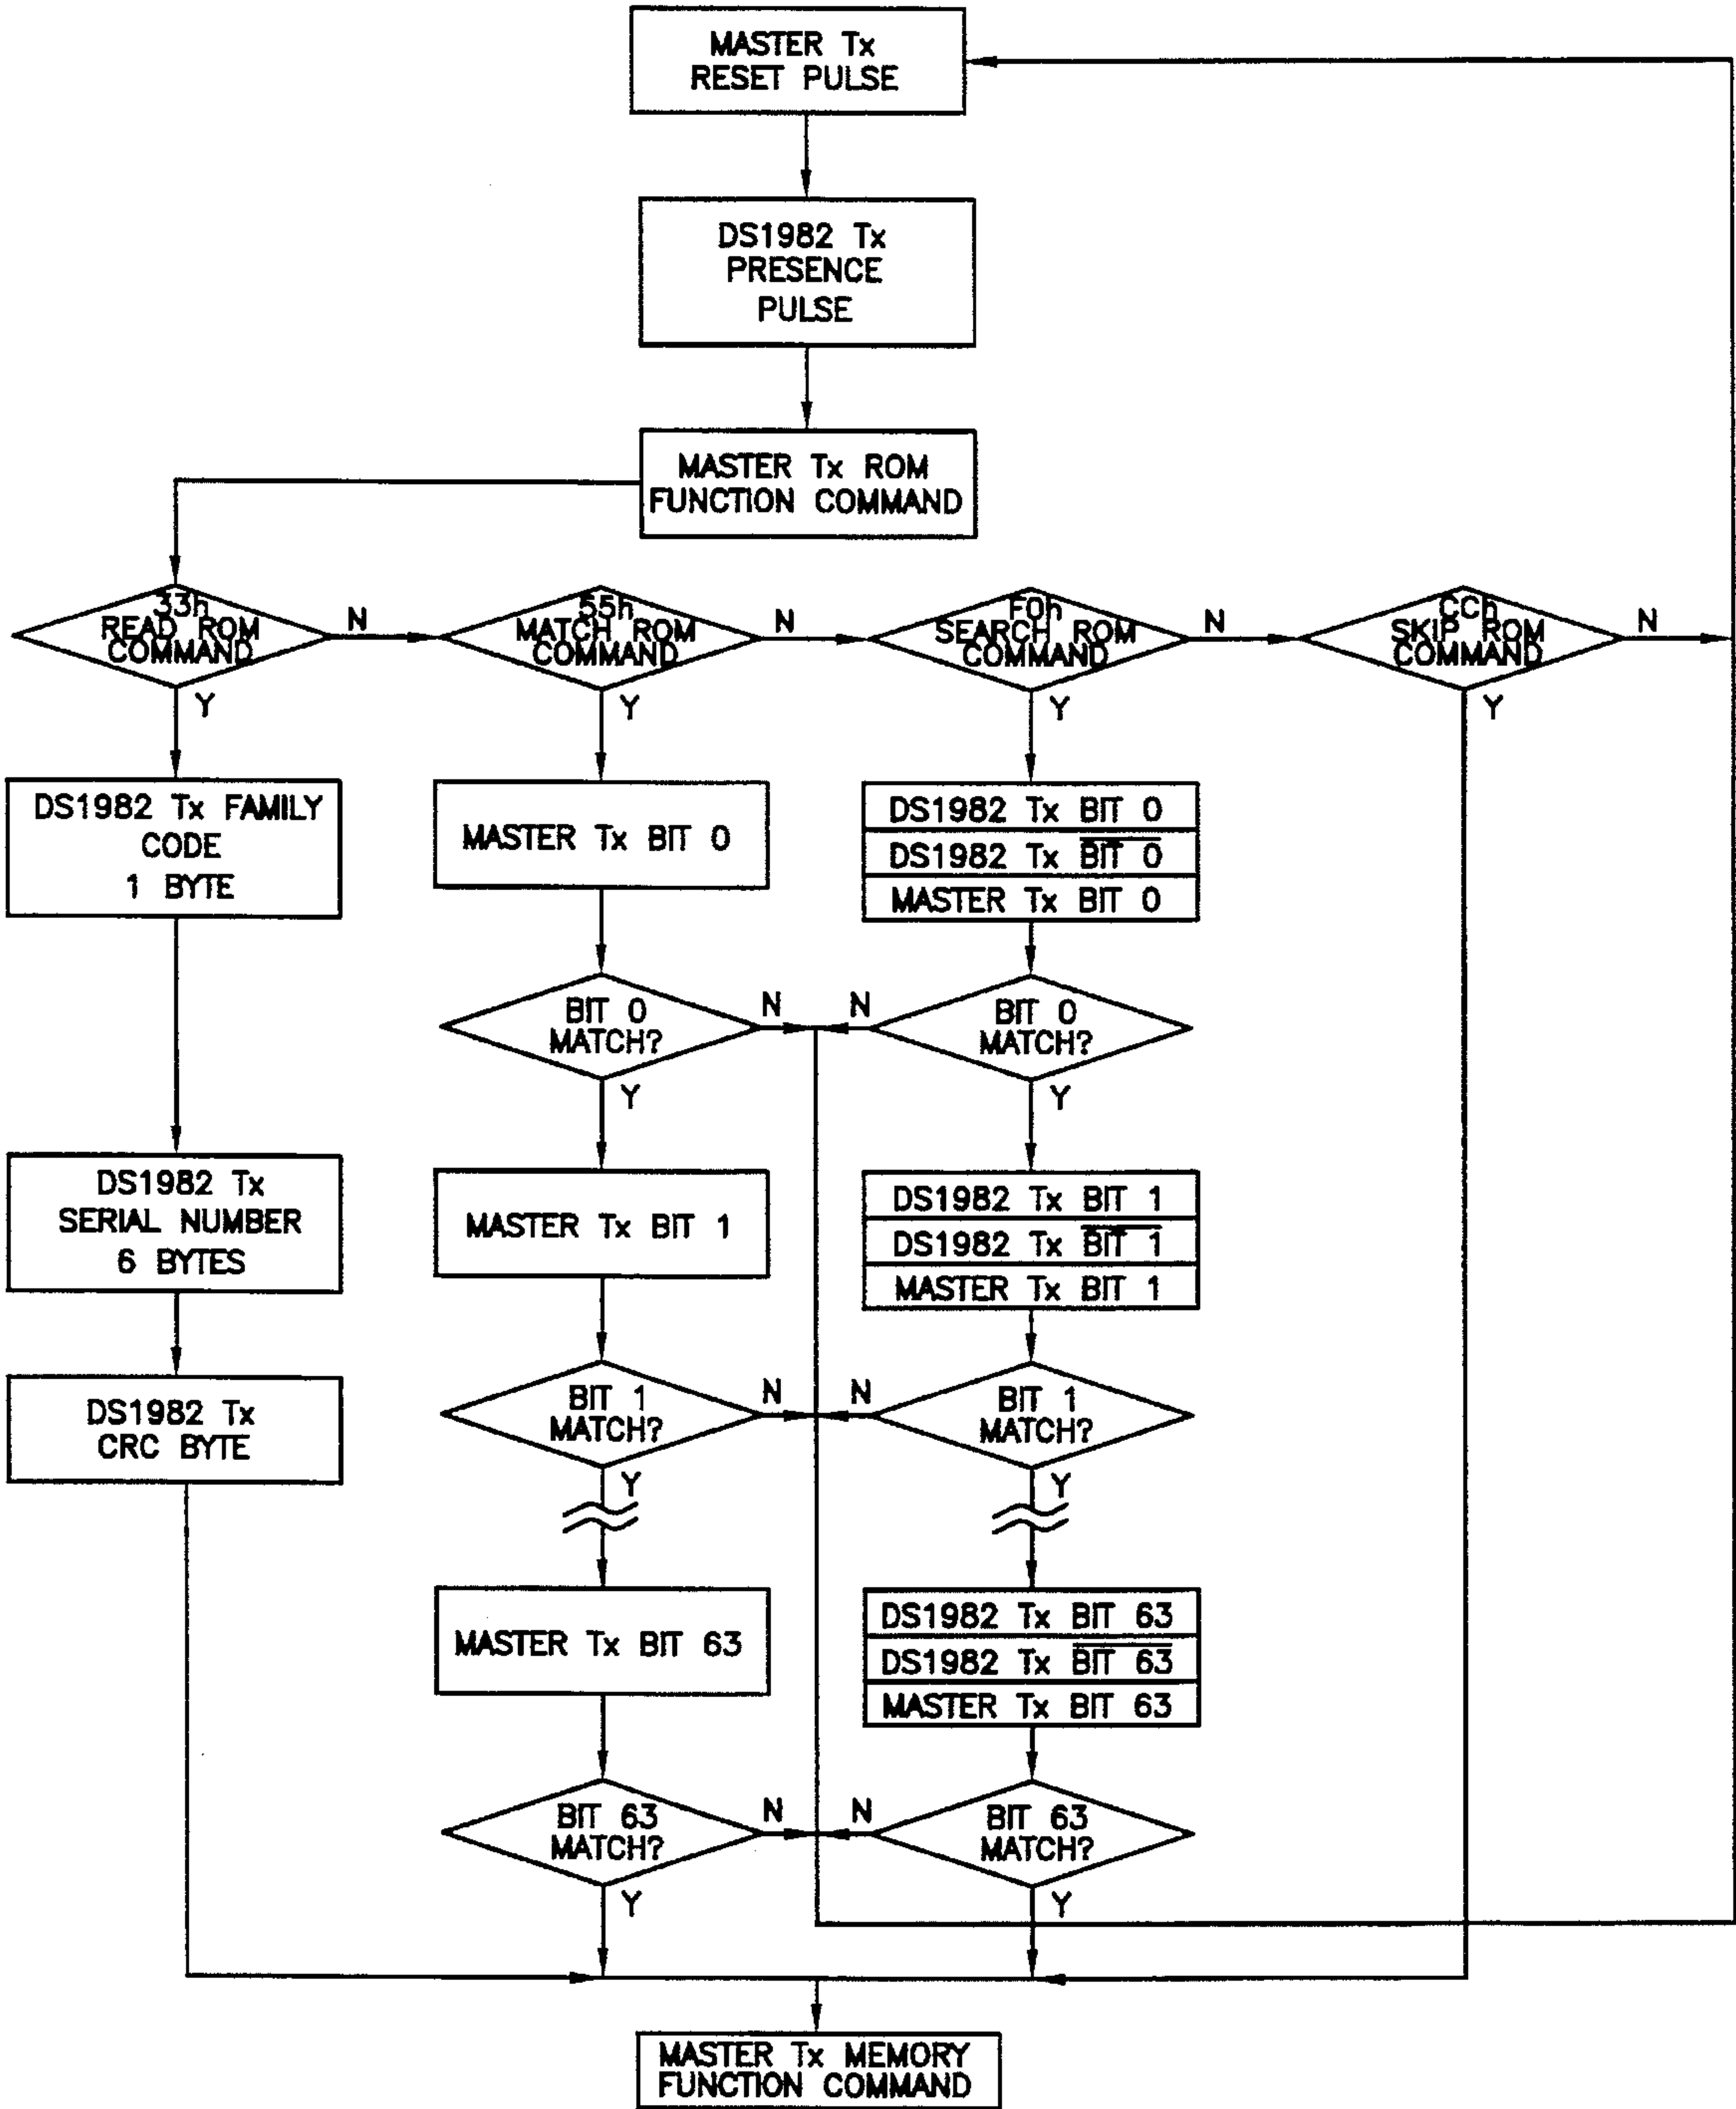 MASTER Tx
RESET PULSE
DS1982 Tx
PRESENCE
PULSE
MASTER Tx ROM
FUNCTION COMMAND
33h
READ ROM
COMMAND
N
55h
MATCH ROM
COMMAND
N
F0h
SEARCH ROM
COMMAND
N
CCh
SKIP ROM
COMMAND
N
Y
Y
Y
Y
DS1982 Tx FAMILY
CODE
1 BYTE
MASTER Tx BIT 0
DS1982 Tx BIT 0
DS1982 Tx B̅I̅T̅ ̅0̅
MASTER Tx BIT 0
BIT 0
MATCH?
N
N
BIT 0
MATCH?
Y
Y
DS1982 Tx
SERIAL NUMBER
6 BYTES
MASTER Tx BIT 1
DS1982 Tx BIT 1
DS1982 Tx B̅I̅T̅ ̅1̅
MASTER Tx BIT 1
DS1982 Tx
CRC BYTE
BIT 1
MATCH?
N
N
BIT 1
MATCH?
Y
Y
MASTER Tx BIT 63
DS1982 Tx BIT 63
DS1982 Tx B̅I̅T̅ ̅6̅3̅
MASTER Tx BIT 63
BIT 63
MATCH?
N
N
BIT 63
MATCH?
Y
Y
MASTER Tx MEMORY
FUNCTION COMMAND